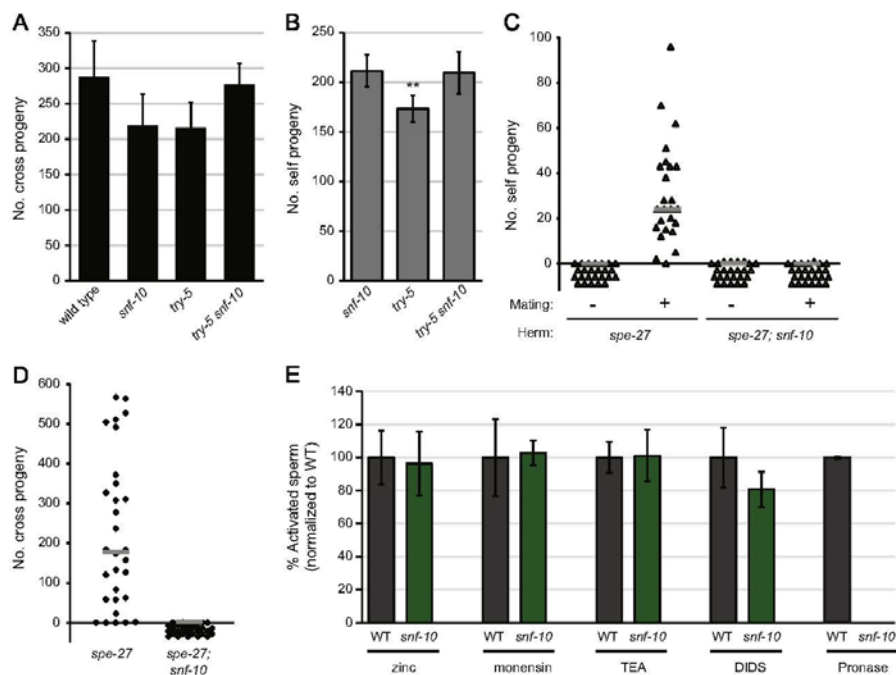 A
No. cross progeny
350
300
250
200
150
100
50
0
wild type
snf-10
try-5
try-5 snf-10
B
No. self progeny
250
200
150
100
50
0
**
snf-10
try-5
try-5 snf-10
C
No. self progeny
100
80
60
40
20
0
Mating: - + - +
Herm: spe-27 spe-27; snf-10
D
No. cross progeny
600
500
400
300
200
100
0
spe-27
spe-27;
snf-10
E
% Activated sperm
(normalized to WT)
140
120
100
80
60
40
20
0
WT snf-10 WT snf-10 WT snf-10 WT snf-10 WT snf-10
zinc monensin TEA DIDS Pronase